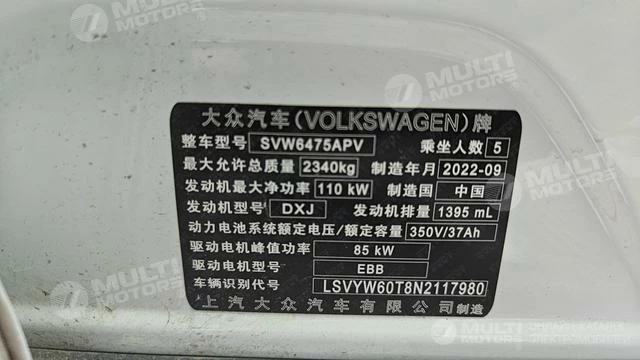 MULTI MOTORS
大众汽车(VOLKSWAGEN)牌
整车型号 SVW6475APV 乘坐人数 5
最大允许总质量 2340kg 制造年月 2022-09
发动机最大净功率 110 kW 制造国 中国
发动机型号 DXJ 发动机排量 1395 mL
动力电池系统额定电压/额定容量 350V/37Ah
驱动电机峰值功率 85 kW
驱动电机型号 EBB
车辆识别代号 LSVYW60T8N2117980
上汽大众汽车有限公司 制造
MULTI MOTORS
MULTI MOTORS
ОНЛАЙН КАТАЛОГ
ЭЛЕКТРОМОБИЛЕЙ